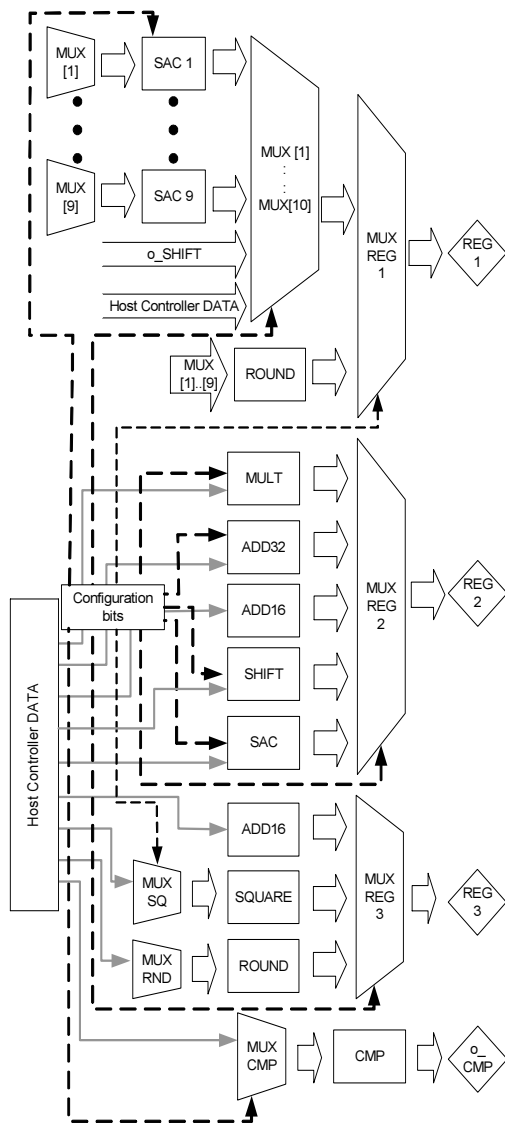 MUX
[1]
SAC 1
MUX [1]
:
:
MUX[10]
MUX
[9]
SAC 9
o_SHIFT
Host Controller DATA
MUX
REG
1
REG
1
MUX
[1]..[9]
ROUND
MULT
ADD32
Configuration
bits
ADD16
MUX
REG
2
REG
2
SHIFT
SAC
Host Controller DATA
ADD16
MUX
SQ
SQUARE
MUX
REG
3
REG
3
MUX
RND
ROUND
MUX
CMP
CMP
o_
CMP